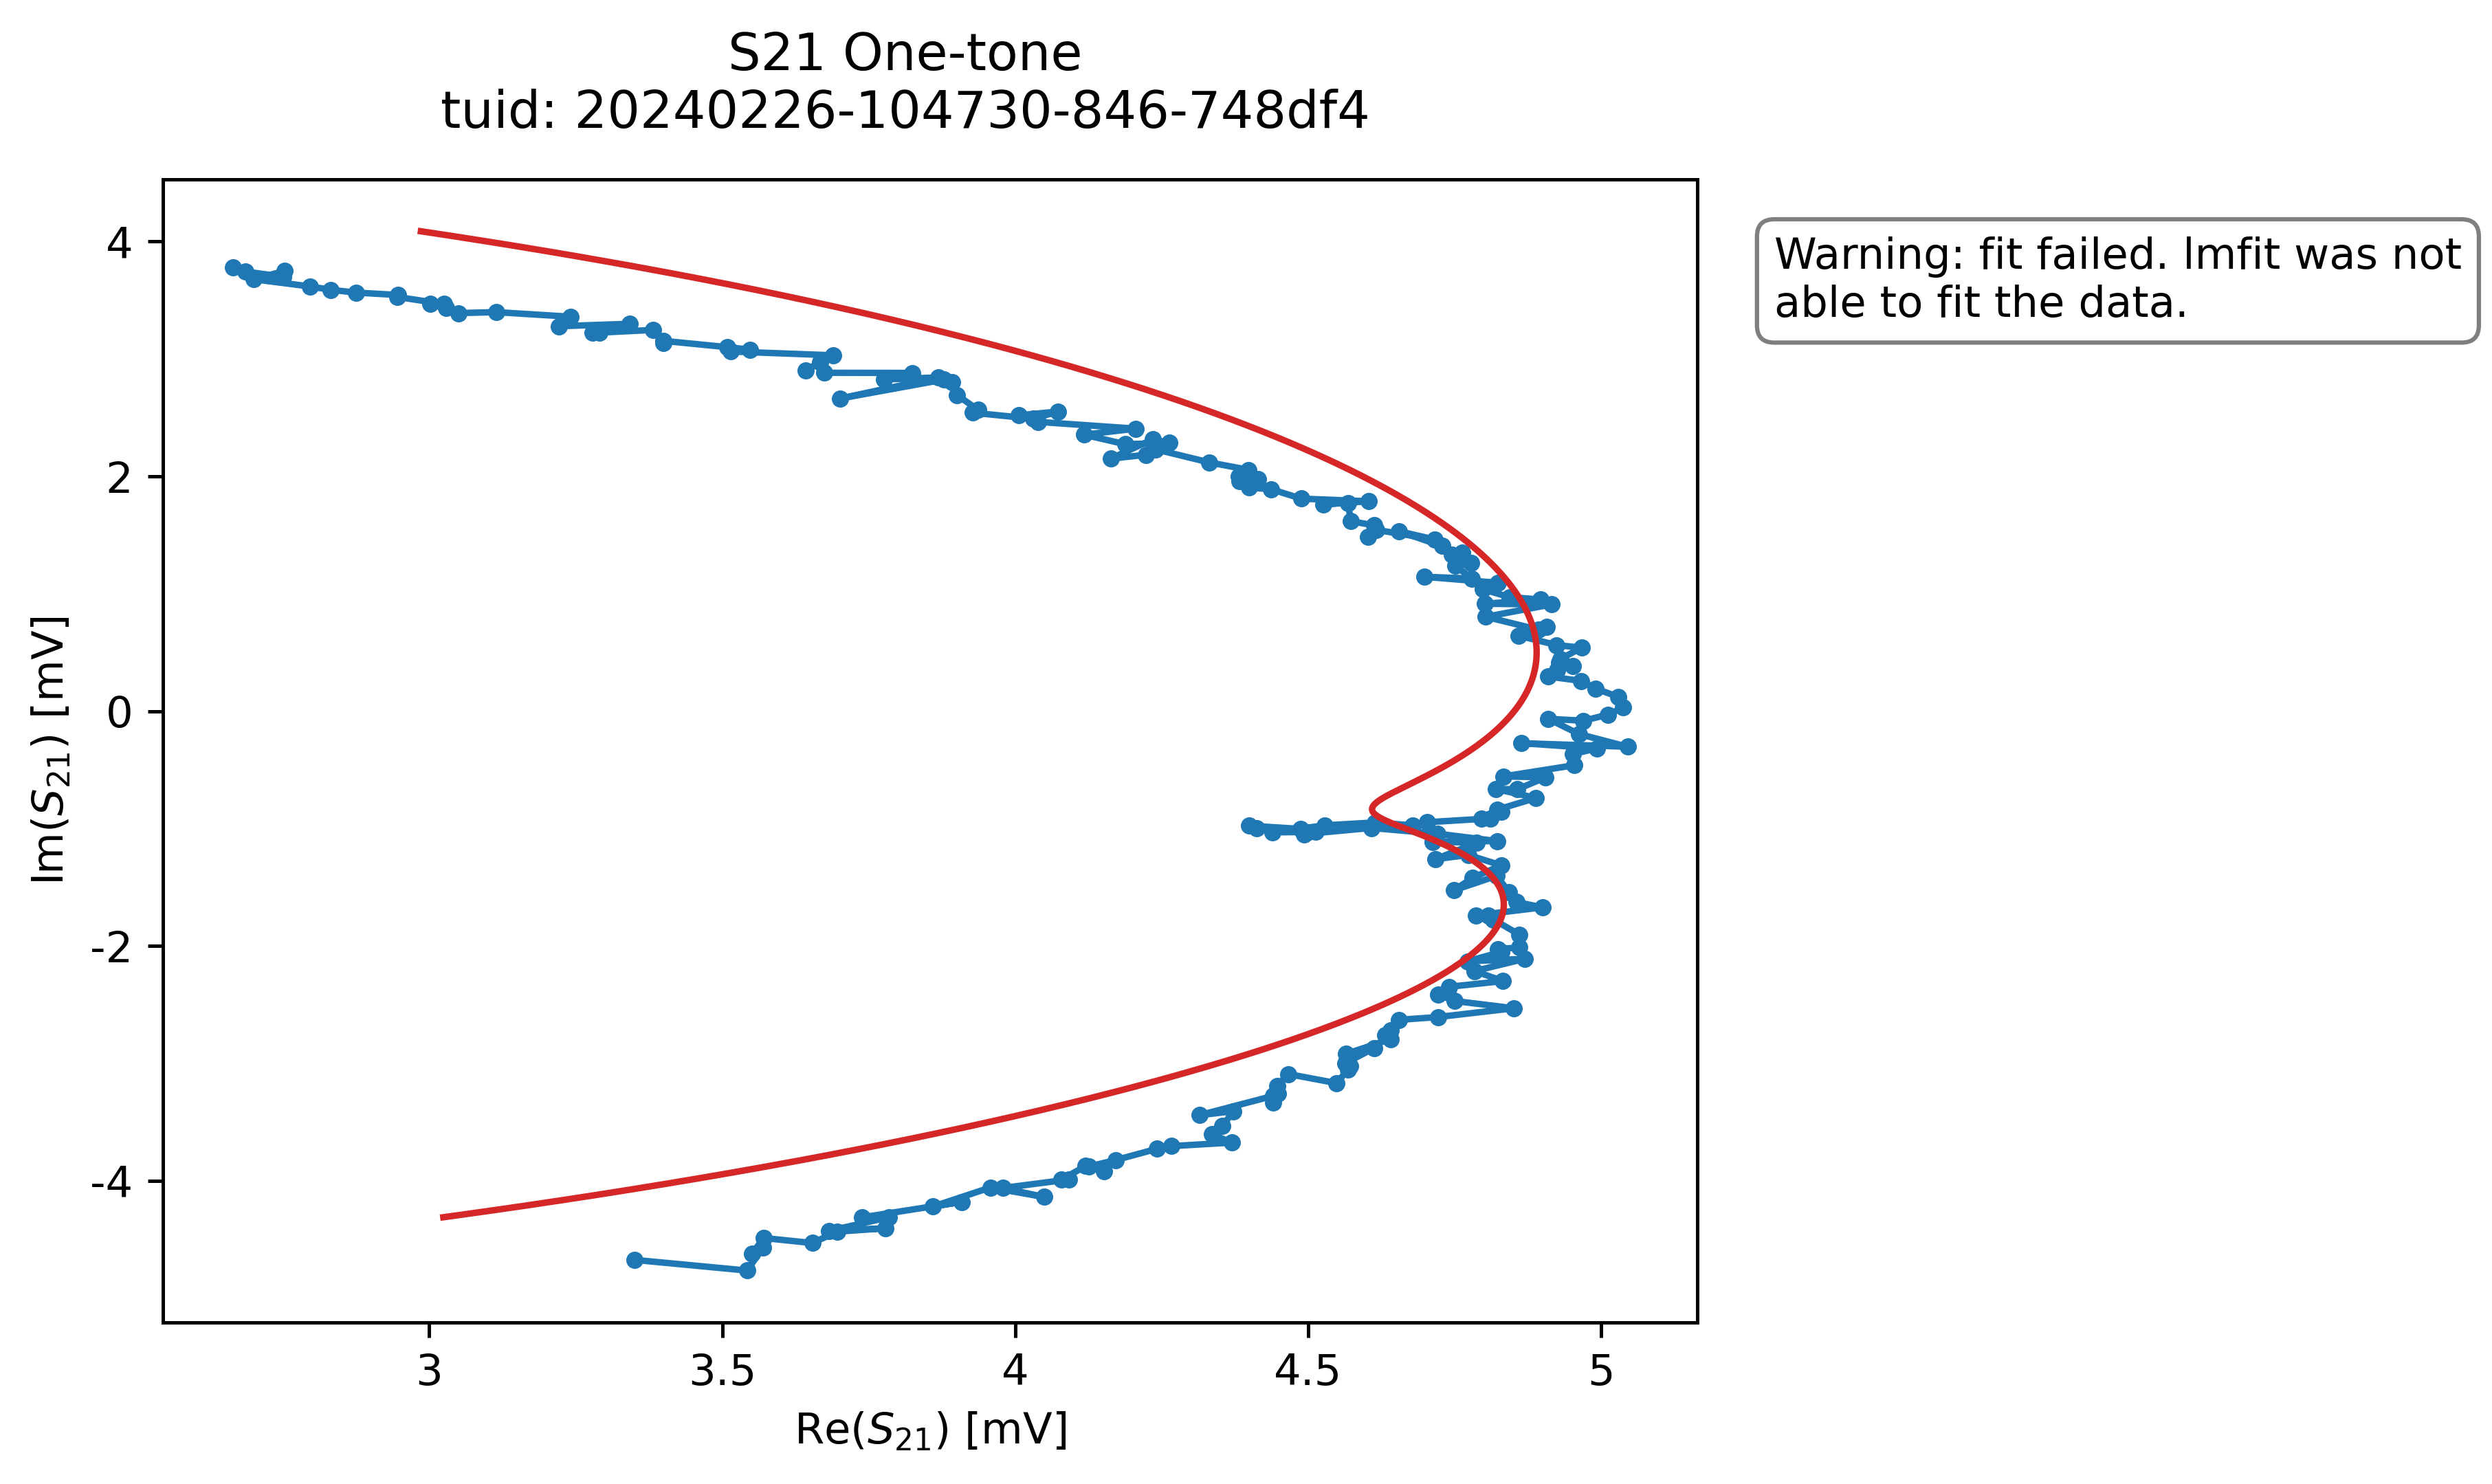 S21 One-tone
tuid: 20240226-104730-846-748df4
Warning: fit failed. lmfit was not
able to fit the data.
Im(S21) [mV]
4
2
0
-2
-4
3
3.5
4
4.5
5
Re(S21) [mV]